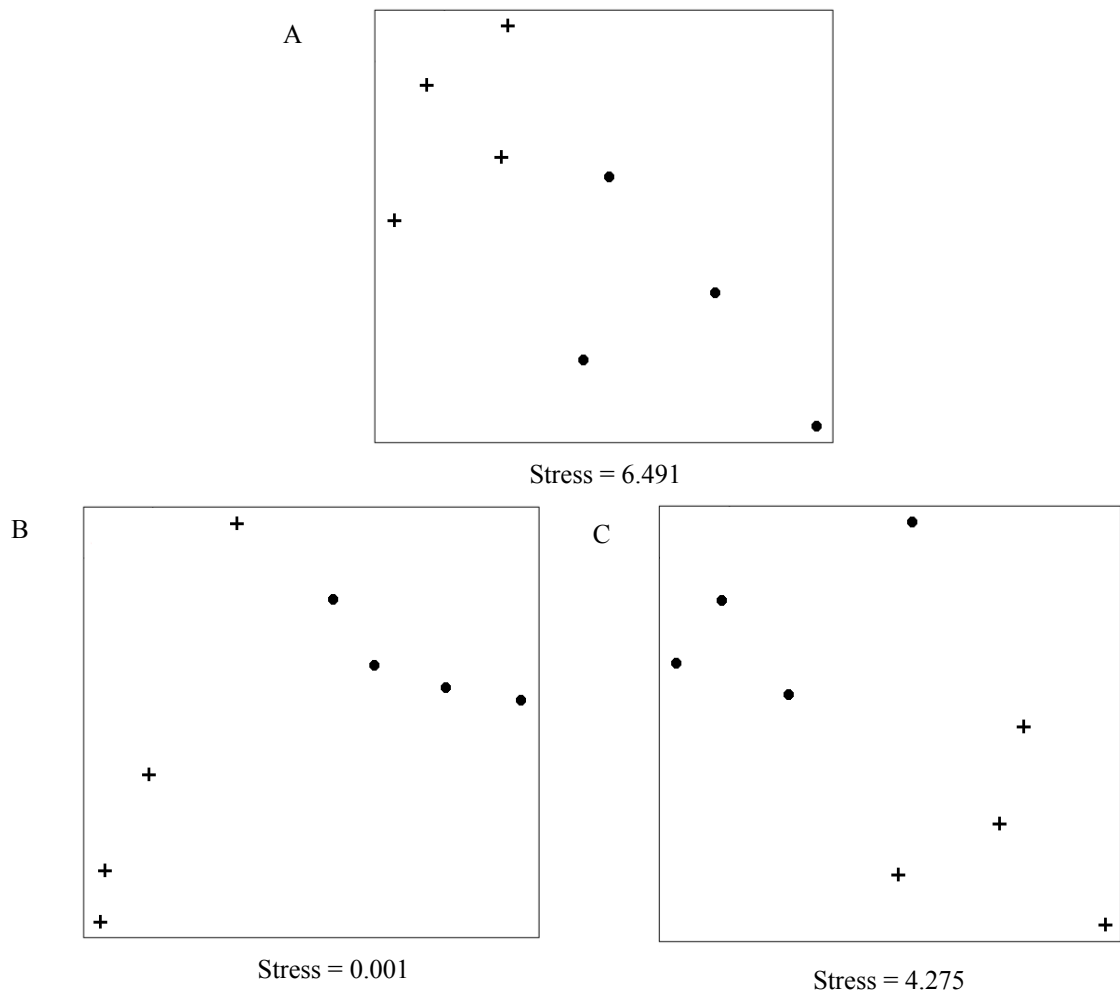 A
Stress = 6.491
B
C
Stress = 0.001
Stress = 4.275